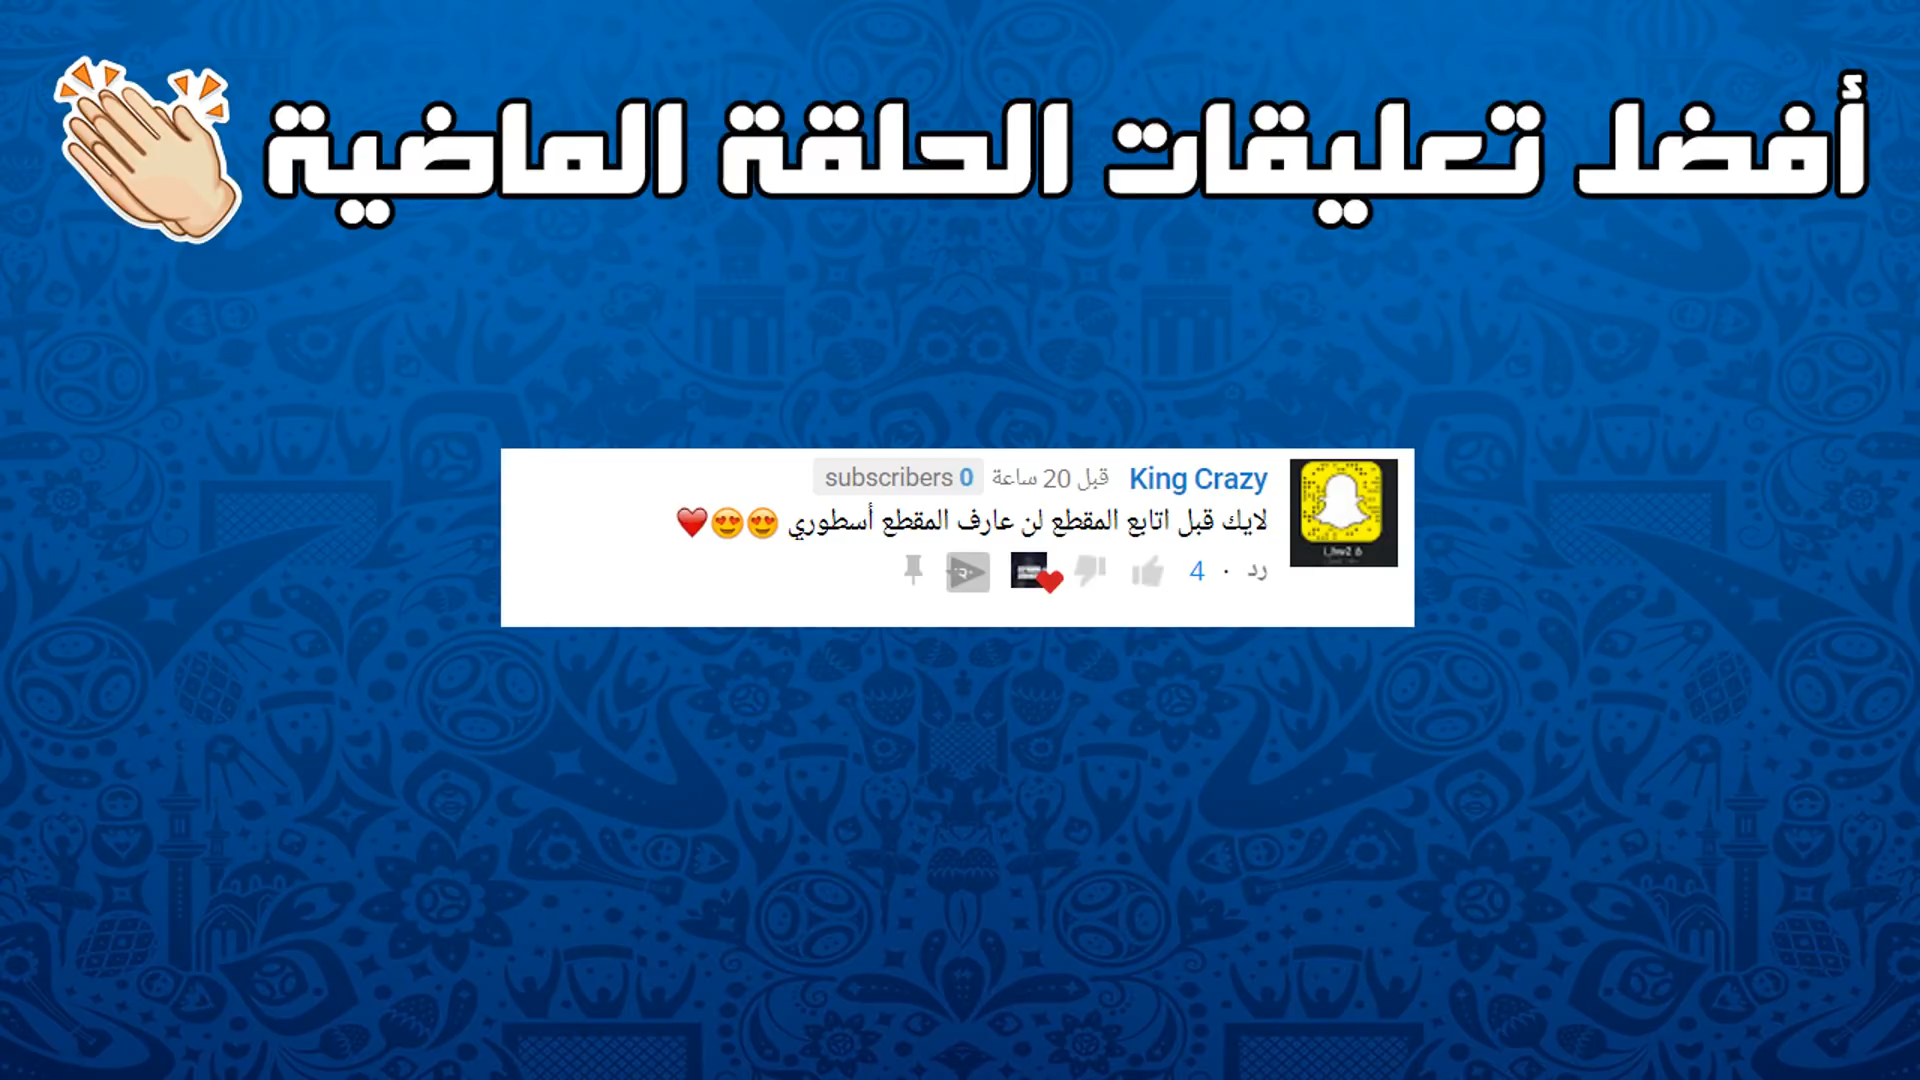 أفضل تعليقات الحلقة الماضية 👏
King Crazy قبل 20 ساعة subscribers 0
لايك قبل اتابع المقطع لن عارف المقطع أسطوري 😍😍❤
رد · 4